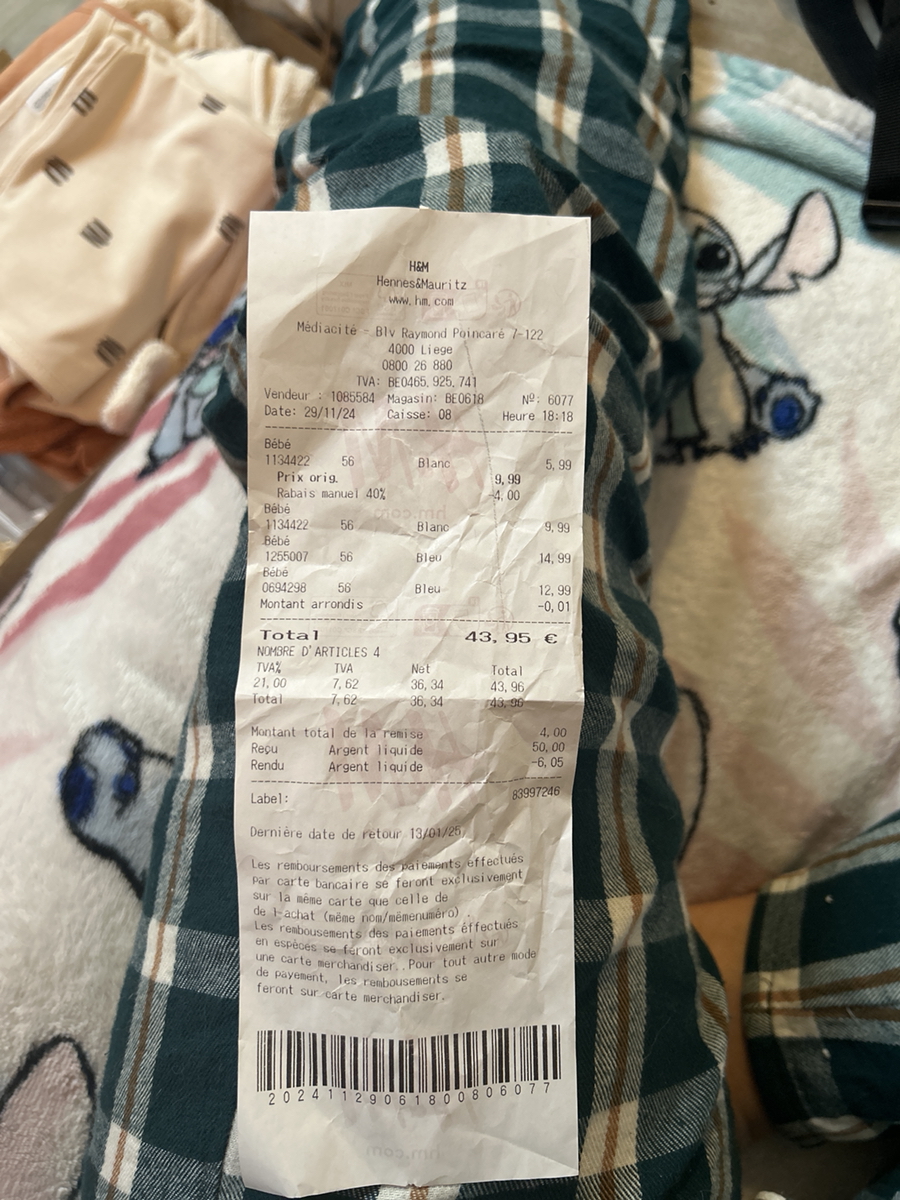 H&M
Hennes&Mauritz
www.hm.com
Médiacité - Blv Raymond Poincaré 7-122
4000 Liege
0800 26 880
TVA: BE0465.925.741
Vendeur : 1085584 Magasin: BE0618 Nº: 6077
Date: 29/11/24 Caisse: 08 Heure 18:18
Bébé
1134422 56 Blanc 5,99
Prix orig. 9,99
Rabais manuel 40% -4,00
Bébé
1134422 56 Blanc 9,99
Bébé
1255007 56 Bleu 14,99
Bébé
0694298 56 Bleu 12,99
Montant arrondis -0,01
Total 43,95 €
NOMBRE D'ARTICLES 4
TVA% TVA Net Total
21,00 7,62 36,34 43,96
Total 7,62 36,34 43,96
Montant total de la remise 4,00
Reçu Argent liquide 50,00
Rendu Argent liquide -6,05
Label: 83997246
Dernière date de retour 13/01/25
Les remboursements des paiements effectués
par carte bancaire se feront exclusivement
sur la même carte que celle de
de l-achat (même nom/mêmenuméro) .
Les rembousements des paiements éffectués
en espèces se feront exclusivement sur
une carte merchandiser.. Pour tout autre mode
de payement, les rembousements se
feront sur carte merchandiser.
20241129061800806077